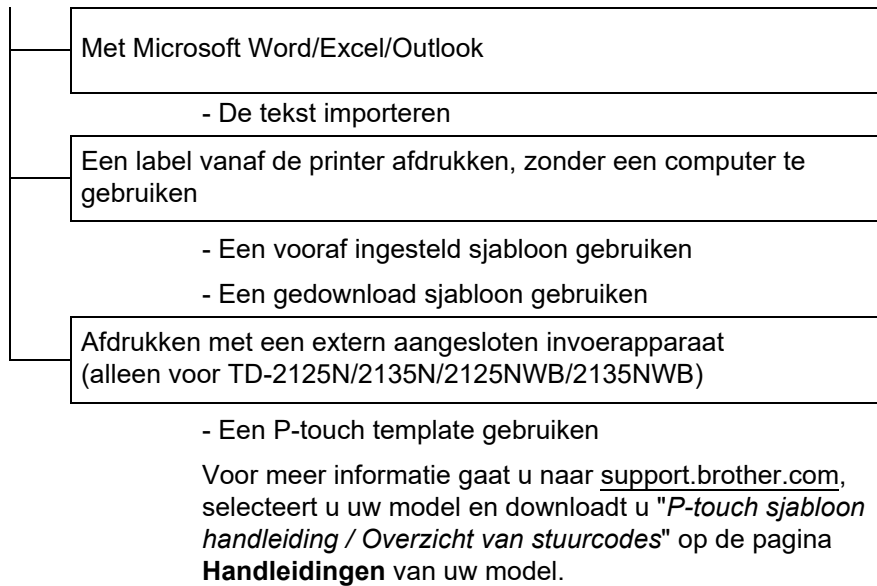 Met Microsoft Word/Excel/Outlook
- De tekst importeren
Een label vanaf de printer afdrukken, zonder een computer te
gebruiken
- Een vooraf ingesteld sjabloon gebruiken
- Een gedownload sjabloon gebruiken
Afdrukken met een extern aangesloten invoerapparaat
(alleen voor TD-2125N/2135N/2125NWB/2135NWB)
- Een P-touch template gebruiken
Voor meer informatie gaat u naar support.brother.com,
selecteert u uw model en downloadt u "P-touch sjabloon
handleiding / Overzicht van stuurcodes" op de pagina
Handleidingen van uw model.